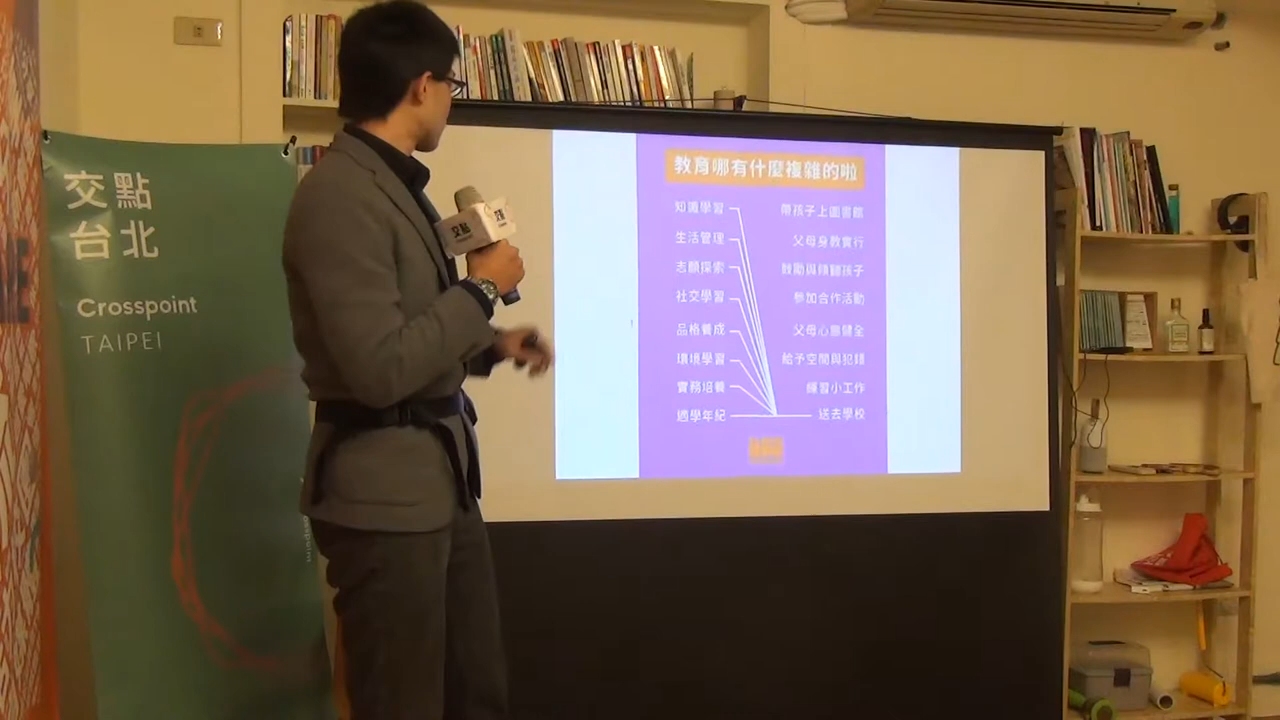 交點
台北
Crosspoint
TAIPEI
交點
教育哪有什麼複雜的啦
知識學習
帶孩子上圖書館
生活管理
父母身教實行
志願探索
鼓勵與傾聽孩子
社交學習
參加合作活動
品格養成
父母心態健全
環境學習
給予空間與犯錯
實務培養
練習小工作
適學年紀
送去學校